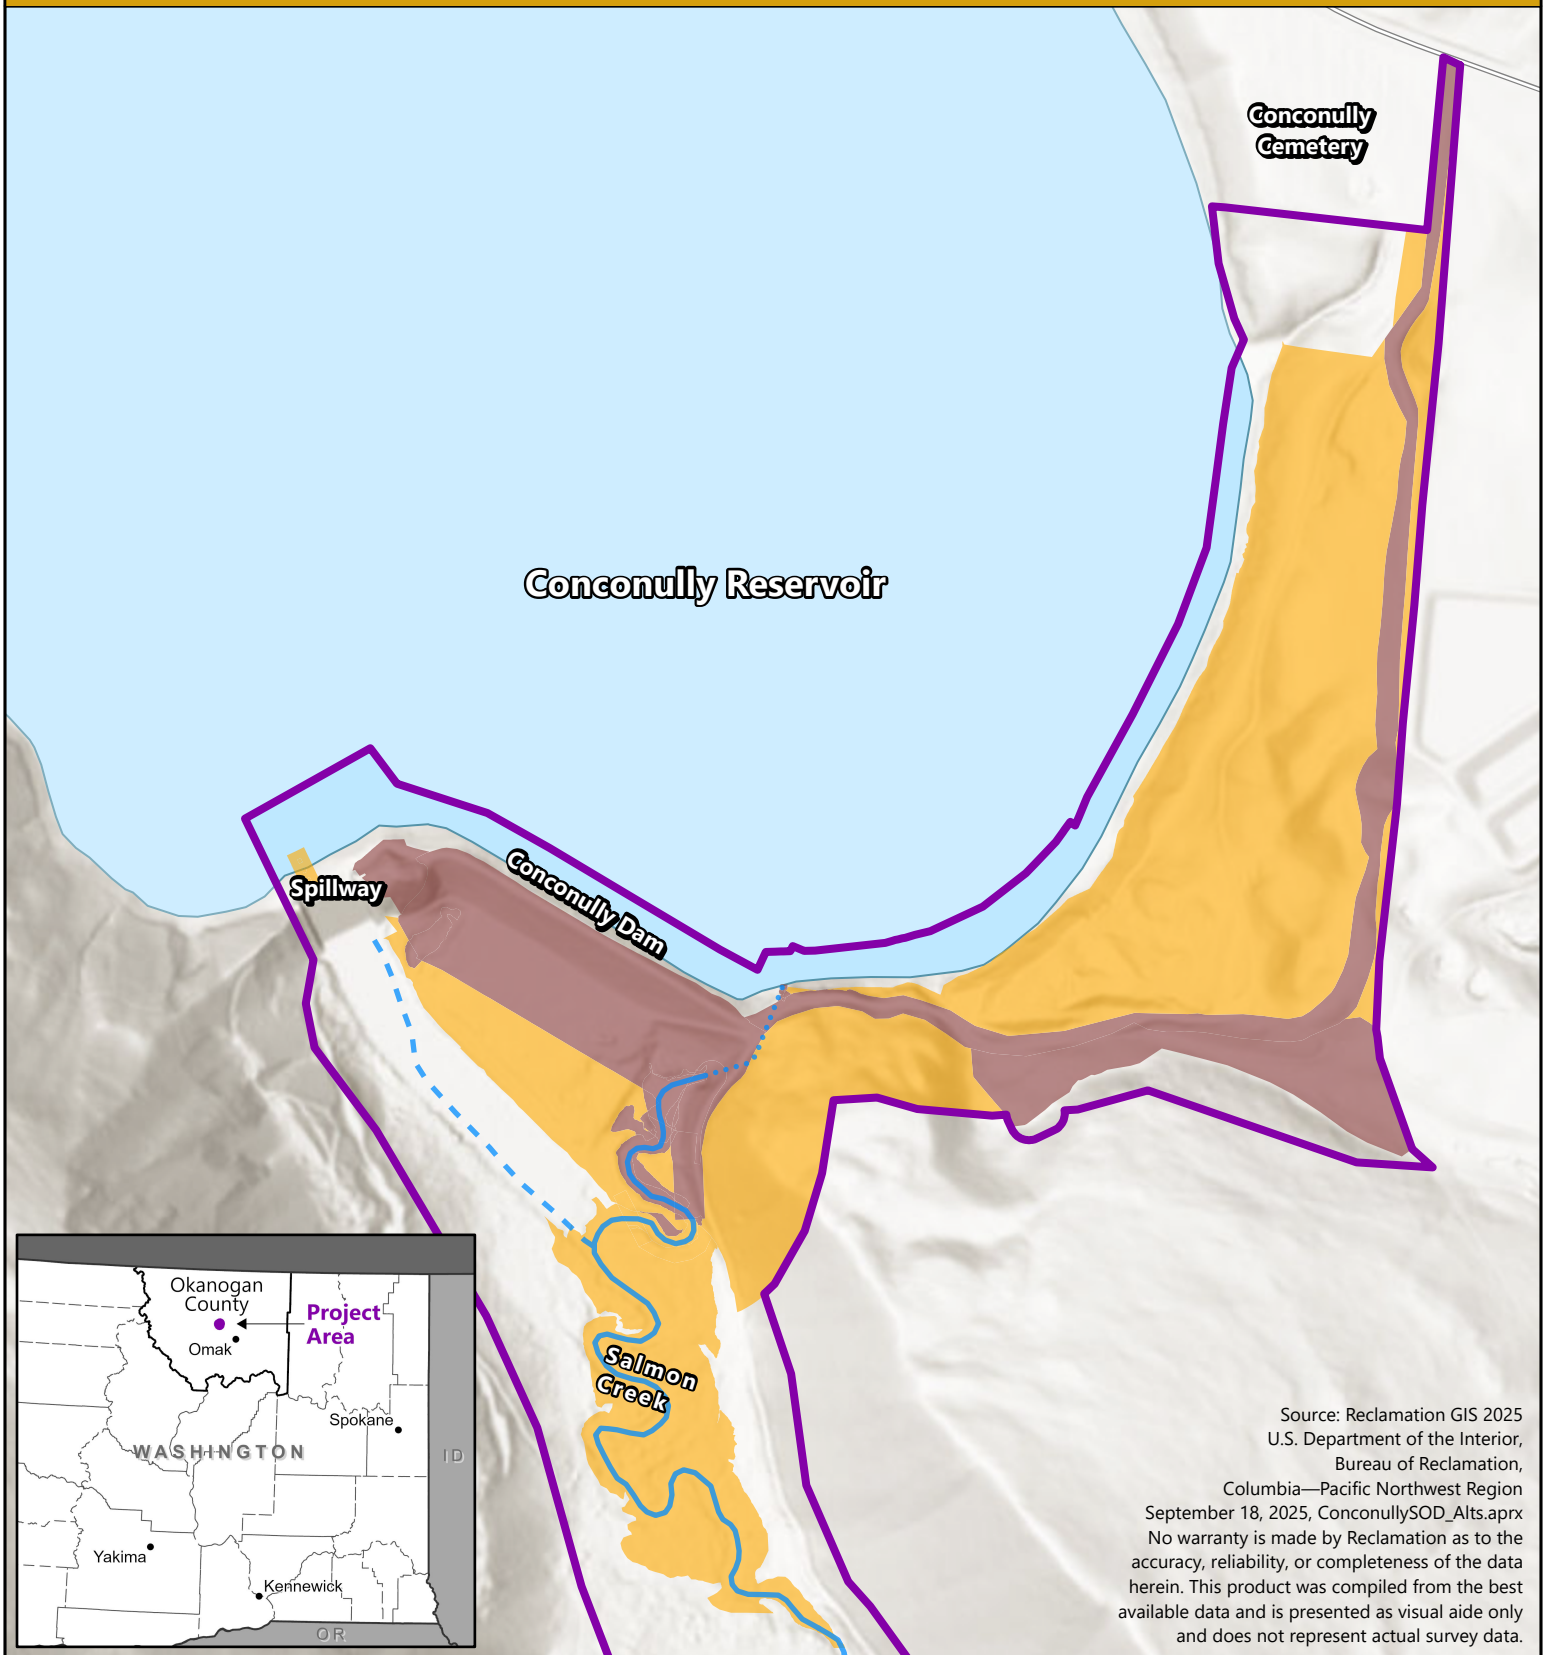 Conconully
Cemetery
Conconully Reservoir
Spillway
Conconully Dam
Salmon
Creek
Okanogan
County
Project
Area
Omak
Spokane
WASHINGTON
ID
Yakima
Kennewick
OR
Source: Reclamation GIS 2025
U.S. Department of the Interior,
Bureau of Reclamation,
Columbia—Pacific Northwest Region
September 18, 2025, ConconullySOD_Alts.aprx
No warranty is made by Reclamation as to the
accuracy, reliability, or completeness of the data
herein. This product was compiled from the best
available data and is presented as visual aide only
and does not represent actual survey data.